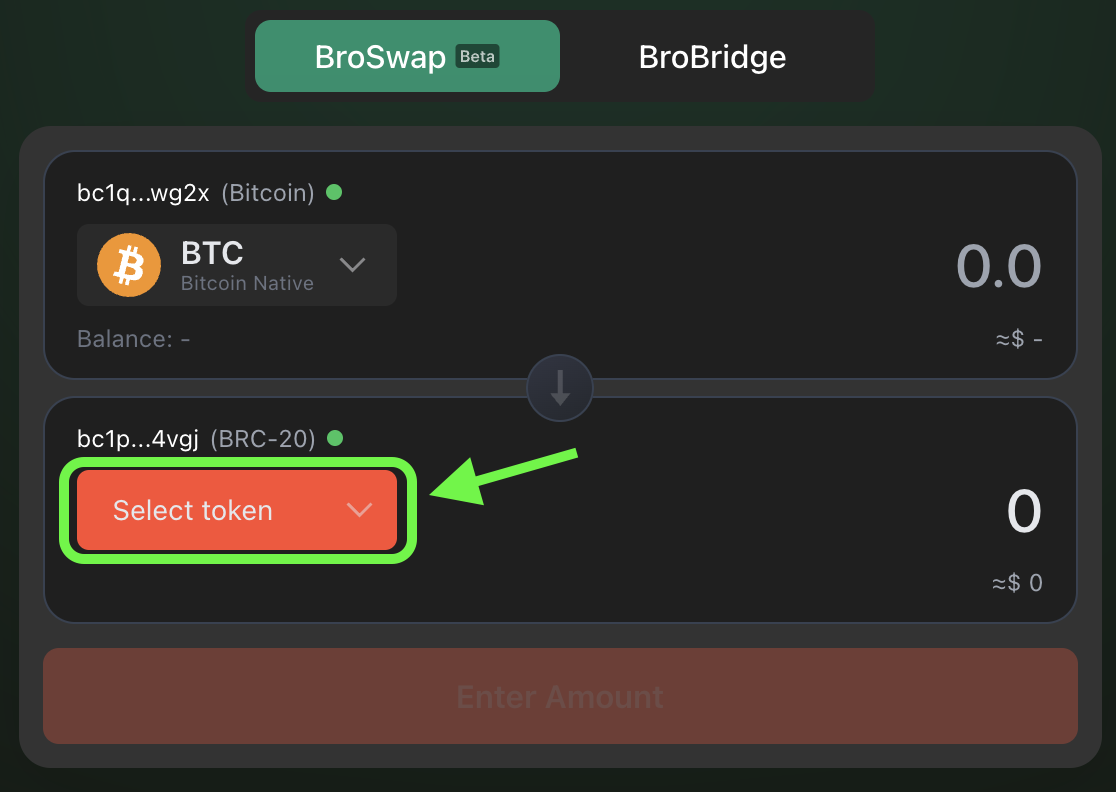 BroSwap Beta BroBridge
bc1q...wg2x (Bitcoin)
BTC
Bitcoin Native
0.0
Balance: -
≈$ -
bc1p...4vgj (BRC-20)
Select token
0
≈$ 0
Enter Amount